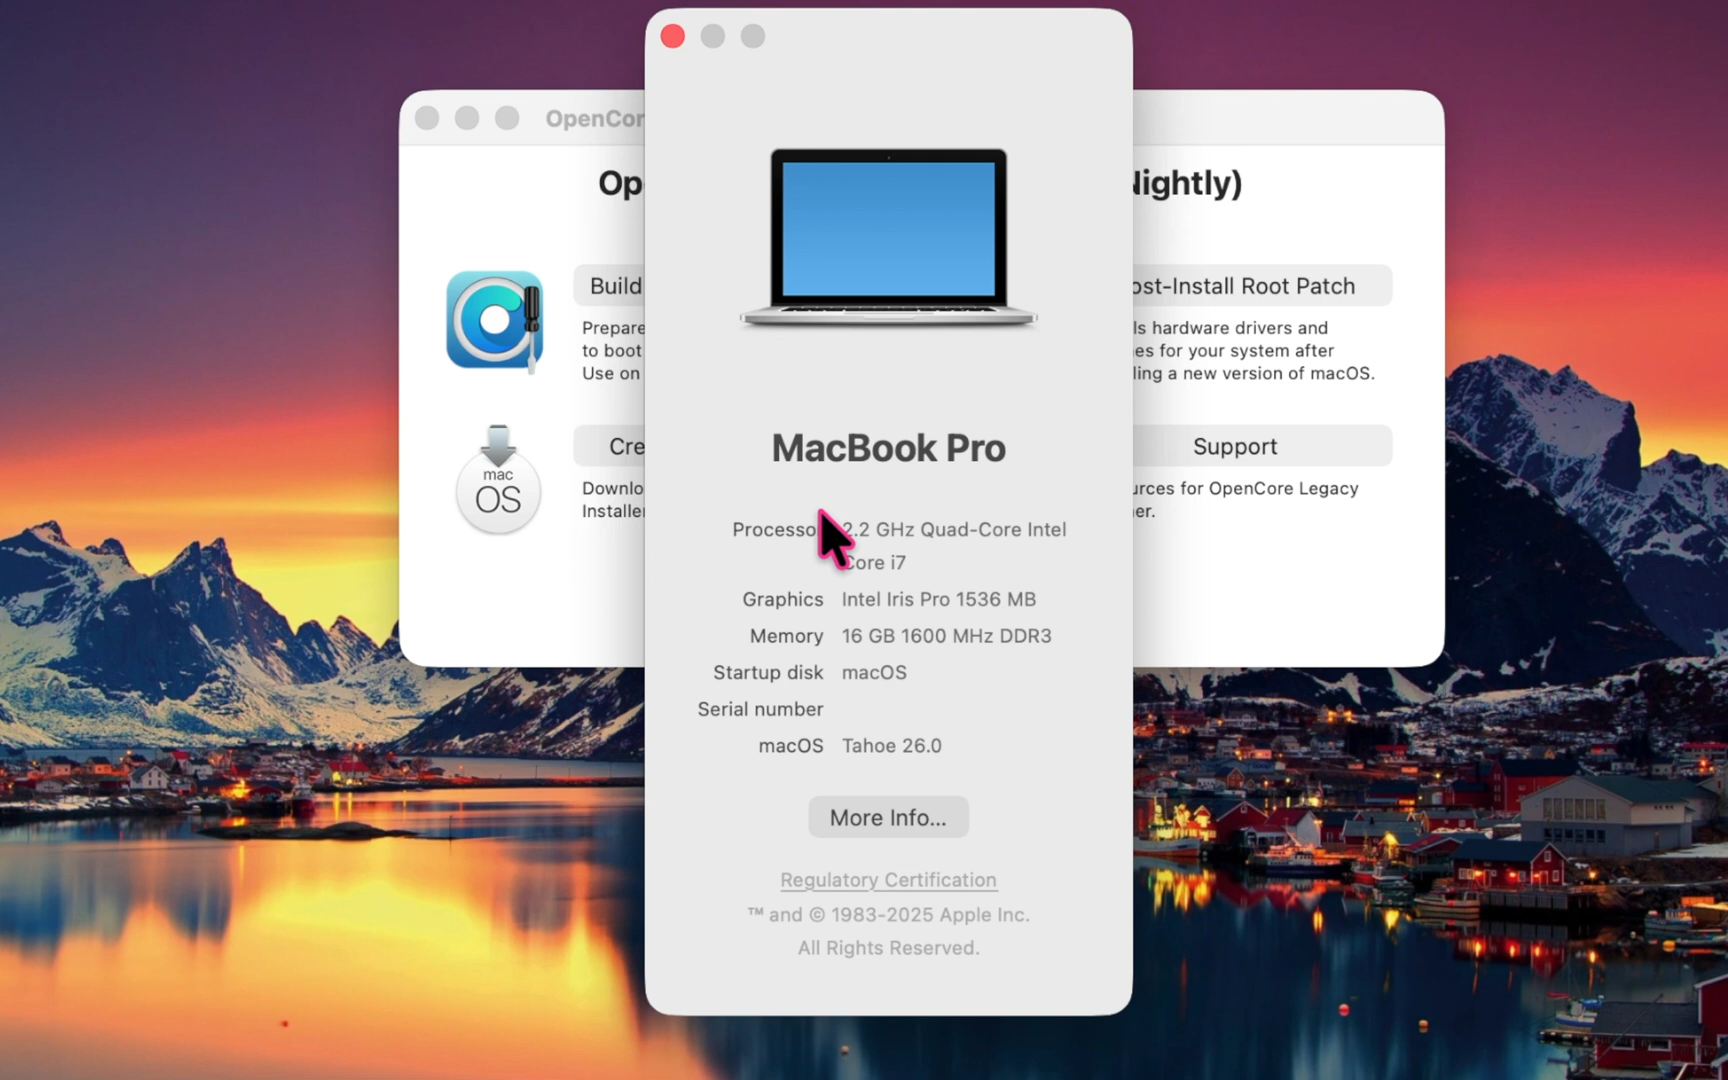 OpenCor
Op
Nightly)
Build
Prepare
to boot
Use on
ost-Install Root Patch
ls hardware drivers and
es for your system after
ling a new version of macOS.
mac
OS
Cre
Downlo
Installe
Support
urces for OpenCore Legacy
er.
MacBook Pro
Processo 2.2 GHz Quad-Core Intel
Core i7
Graphics Intel Iris Pro 1536 MB
Memory 16 GB 1600 MHz DDR3
Startup disk macOS
Serial number
macOS Tahoe 26.0
More Info...
Regulatory Certification
™ and © 1983-2025 Apple Inc.
All Rights Reserved.